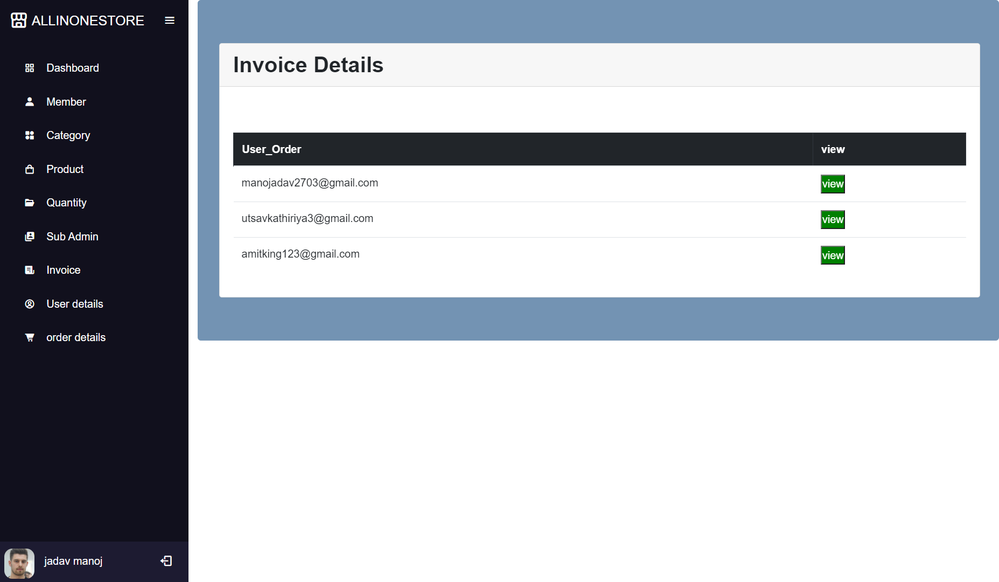 ALLINONESTORE
Dashboard
Member
Category
Product
Quantity
Sub Admin
Invoice
User details
order details
jadav manoj
Invoice Details
User_Order view
manojadav2703@gmail.com view
utsavkathiriya3@gmail.com view
amitking123@gmail.com view